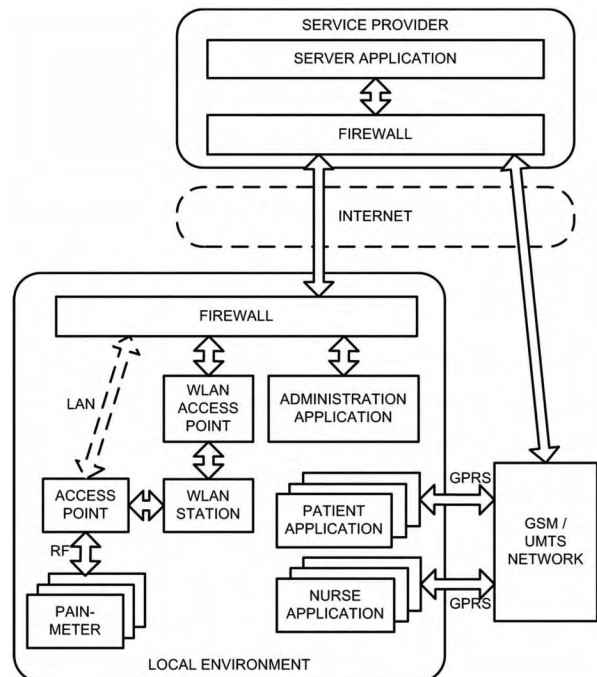 SERVICE PROVIDER
SERVER APPLICATION
FIREWALL
INTERNET
FIREWALL
LAN
WLAN
ACCESS
POINT
ADMINISTRATION
APPLICATION
ACCESS
POINT
WLAN
STATION
PATIENT
APPLICATION
GPRS
GSM /
UMTS
NETWORK
RF
PAIN-
METER
NURSE
APPLICATION
GPRS
LOCAL ENVIRONMENT